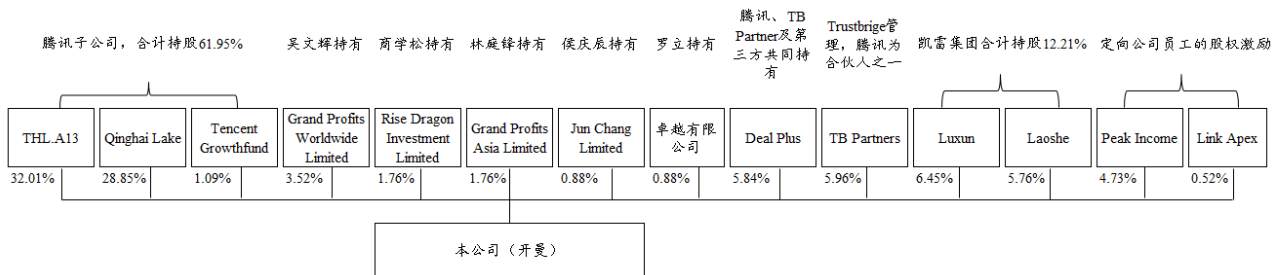 腾讯子公司，合计持股61.95%
吴文辉持有
商学松持有
林庭锋持有
侯庆辰持有
罗立持有
腾讯、TB
Partner及第
三方共同持
有
Trustbrige管
理，腾讯为
合伙人之一
凯雷集团合计持股12.21%
定向公司员工的股权激励
THL.A13
Qinghai Lake
Tencent
Growthfund
Grand Profits
Worldwide
Limited
Rise Dragon
Investment
Limited
Grand Profits
Asia Limited
Jun Chang
Limited
卓越有限
公司
Deal Plus
TB Partners
Luxun
Laoshe
Peak Income
Link Apex
32.01%
28.85%
1.09%
3.52%
1.76%
1.76%
0.88%
0.88%
5.84%
5.96%
6.45%
5.76%
4.73%
0.52%
本公司（开曼）